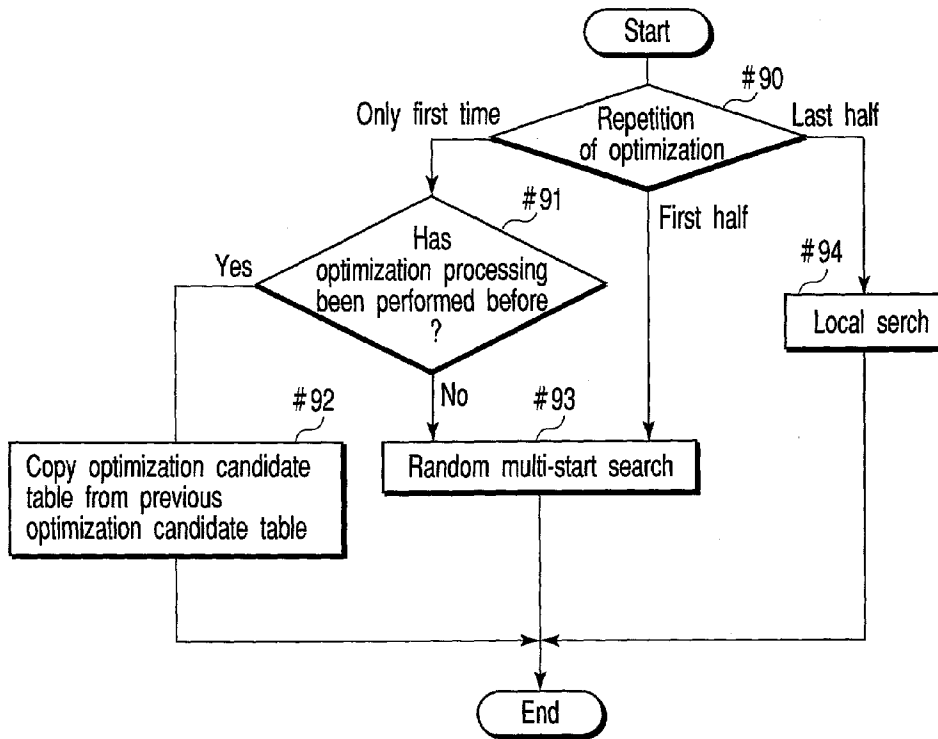 Start
#90
Only first time
Repetition
of optimization
Last half
#91
First half
Has
optimization processing
been performed before
?
Yes
#94
Local serch
No
#92
#93
Copy optimization candidate
table from previous
optimization candidate table
Random multi-start search
End